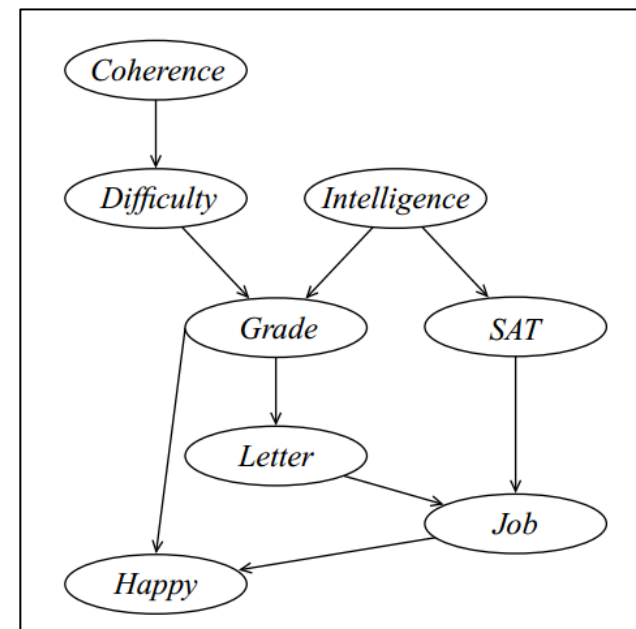 Coherence
Difficulty
Intelligence
Grade
SAT
Letter
Job
Happy